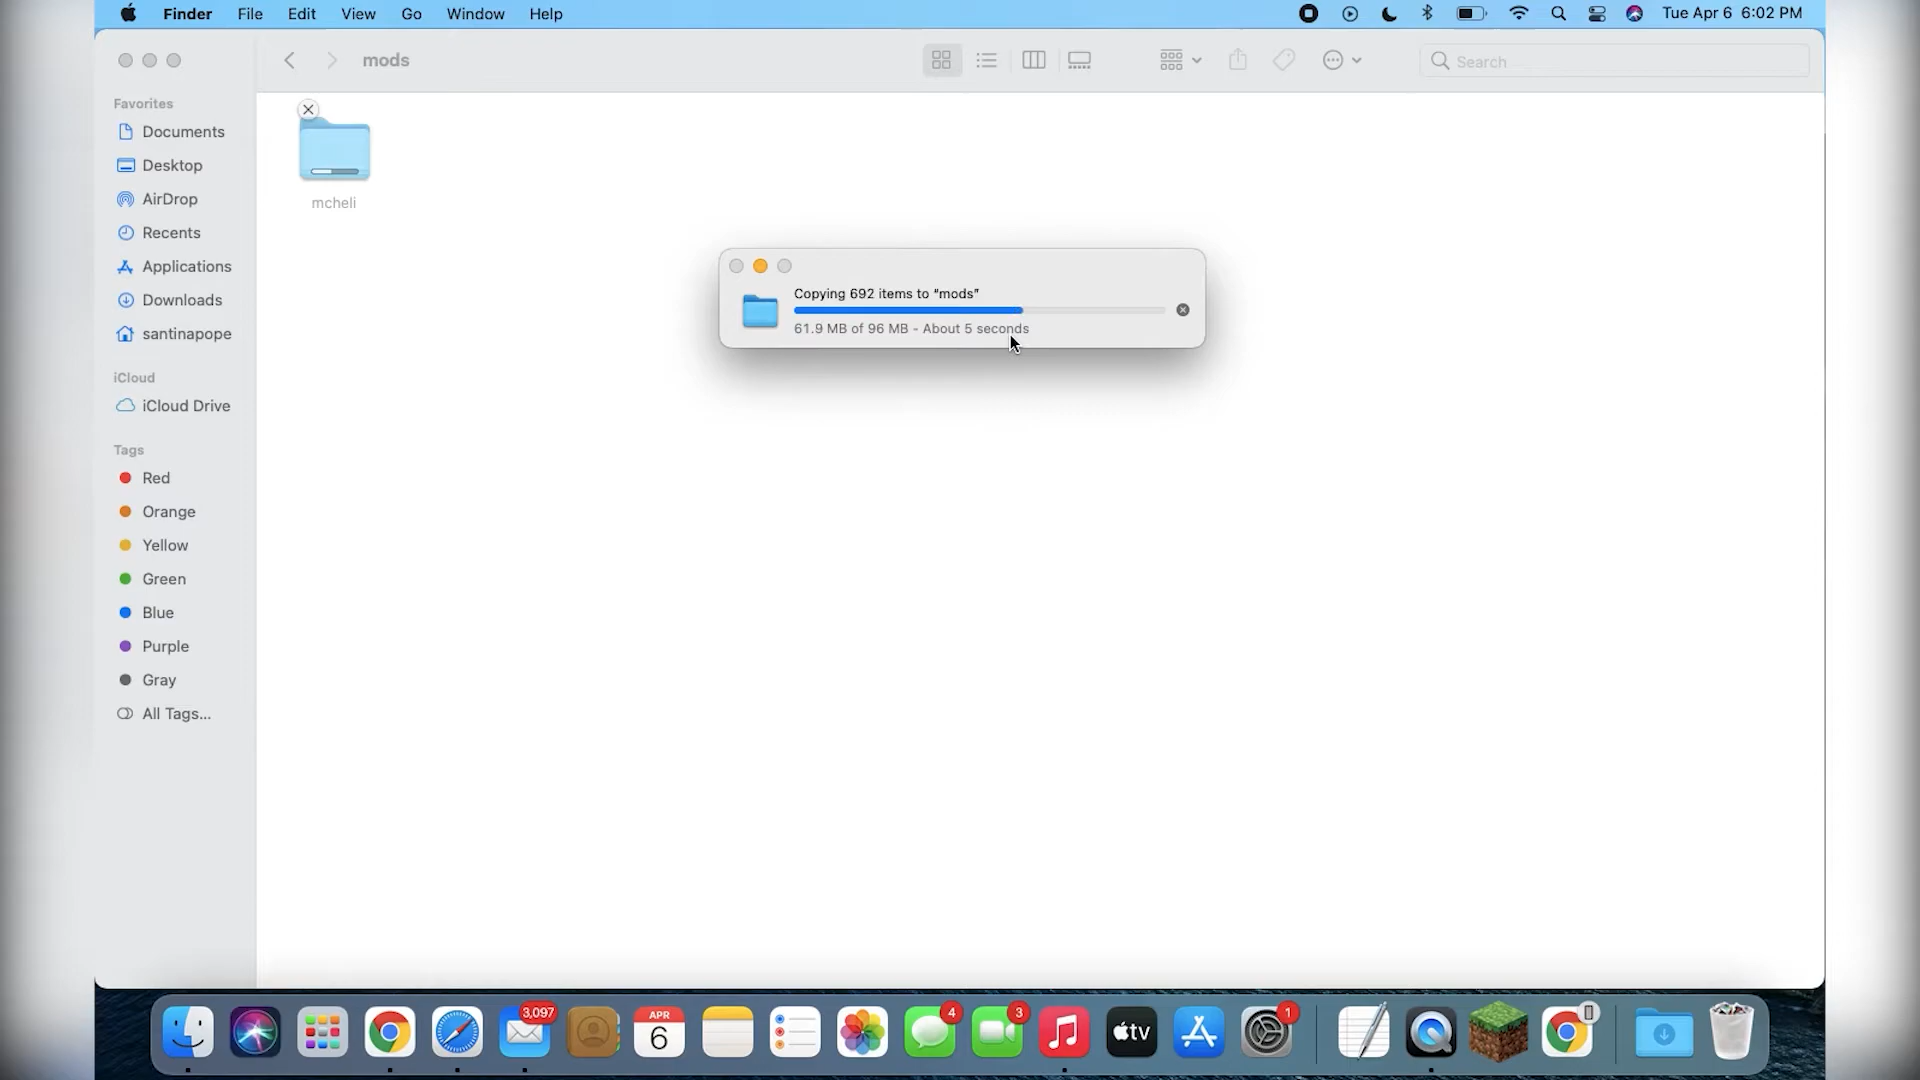 Finder File Edit View Go Window Help Tue Apr 6 6:02 PM
mods
Search
Favorites
Documents
Desktop
AirDrop
Recents
Applications
Downloads
santinapope
iCloud
iCloud Drive
Tags
Red
Orange
Yellow
Green
Blue
Purple
Gray
All Tags...
mcheli
Copying 692 items to “mods”
61.9 MB of 96 MB - About 5 seconds
3,097 APR 6 4 3 tv 1